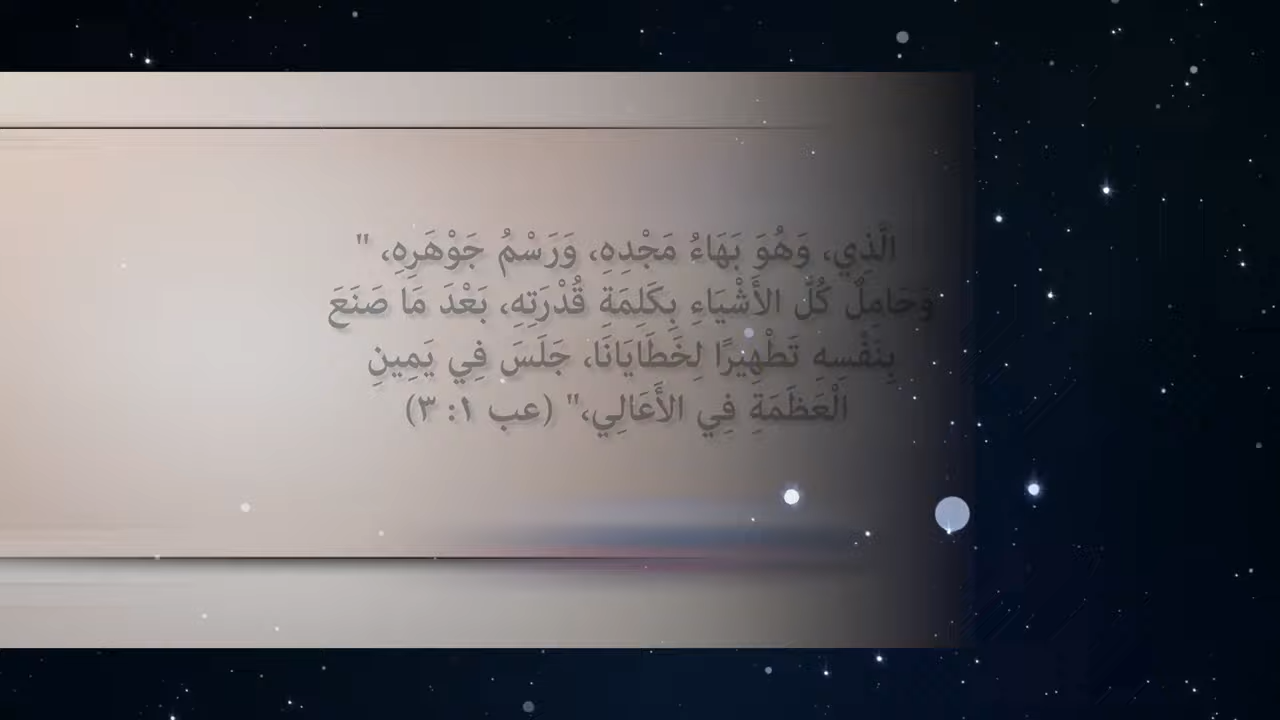 الَّذِي، وَهُوَ بَهَاءُ مَجْدِهِ، وَرَسْمُ جَوْهَرِهِ، "
وَحَامِلٌ كُلَّ الأَشْيَاءِ بِكَلِمَةِ قُدْرَتِهِ، بَعْدَ مَا صَنَعَ
بِنَفْسِهِ تَطْهِيرًا لِخَطَايَانَا، جَلَسَ فِي يَمِينِ
الْعَظَمَةِ فِي الأَعَالِي،" (عب ١: ٣)